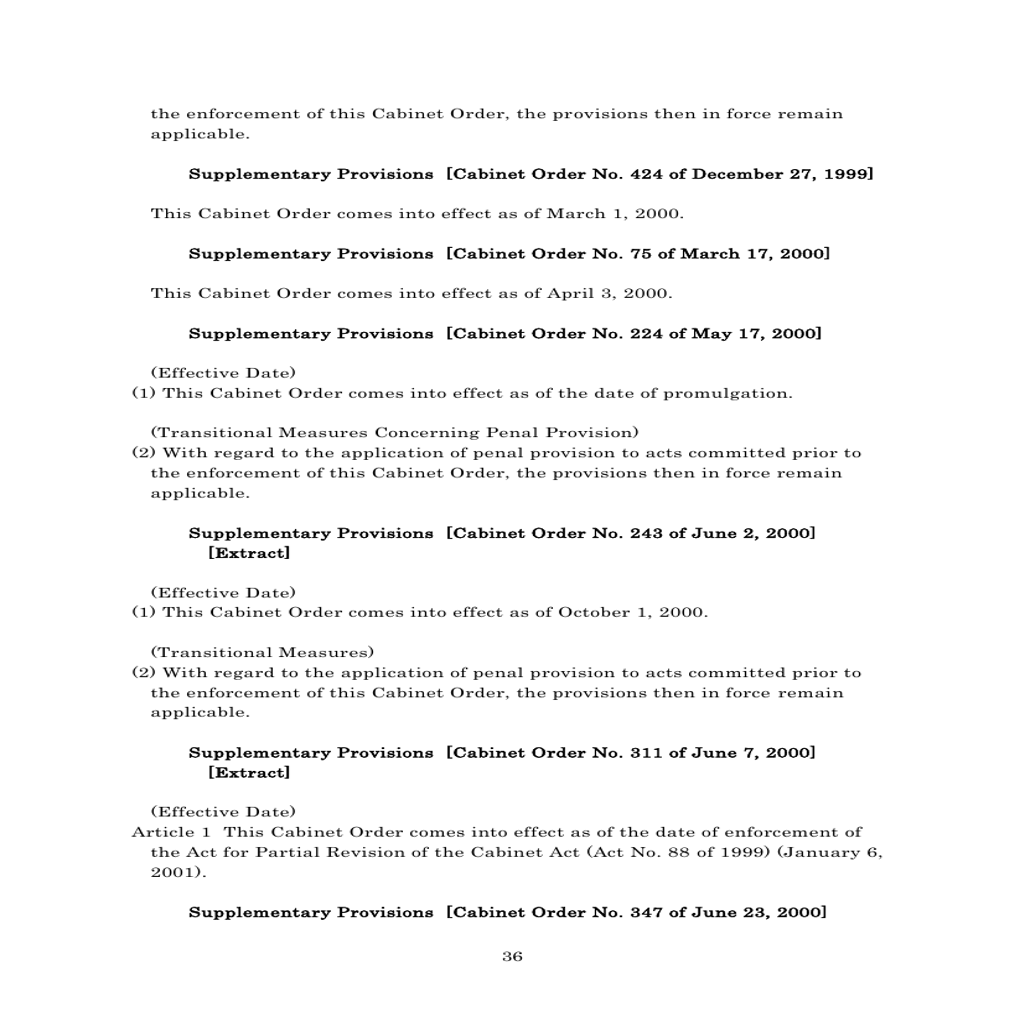 the enforcement of this Cabinet Order, the provisions then in force remain
applicable.
Supplementary Provisions [Cabinet Order No. 424 of December 27, 1999]
This Cabinet Order comes into effect as of March 1, 2000.
Supplementary Provisions [Cabinet Order No. 75 of March 17, 2000]
This Cabinet Order comes into effect as of April 3, 2000.
Supplementary Provisions [Cabinet Order No. 224 of May 17, 2000]
(Effective Date)
(1) This Cabinet Order comes into effect as of the date of promulgation.
(Transitional Measures Concerning Penal Provision)
(2) With regard to the application of penal provision to acts committed prior to
the enforcement of this Cabinet Order, the provisions then in force remain
applicable.
Supplementary Provisions [Cabinet Order No. 243 of June 2, 2000]
[Extract]
(Effective Date)
(1) This Cabinet Order comes into effect as of October 1, 2000.
(Transitional Measures)
(2) With regard to the application of penal provision to acts committed prior to
the enforcement of this Cabinet Order, the provisions then in force remain
applicable.
Supplementary Provisions [Cabinet Order No. 311 of June 7, 2000]
[Extract]
(Effective Date)
Article 1 This Cabinet Order comes into effect as of the date of enforcement of
the Act for Partial Revision of the Cabinet Act (Act No. 88 of 1999) (January 6,
2001).
Supplementary Provisions [Cabinet Order No. 347 of June 23, 2000]
36